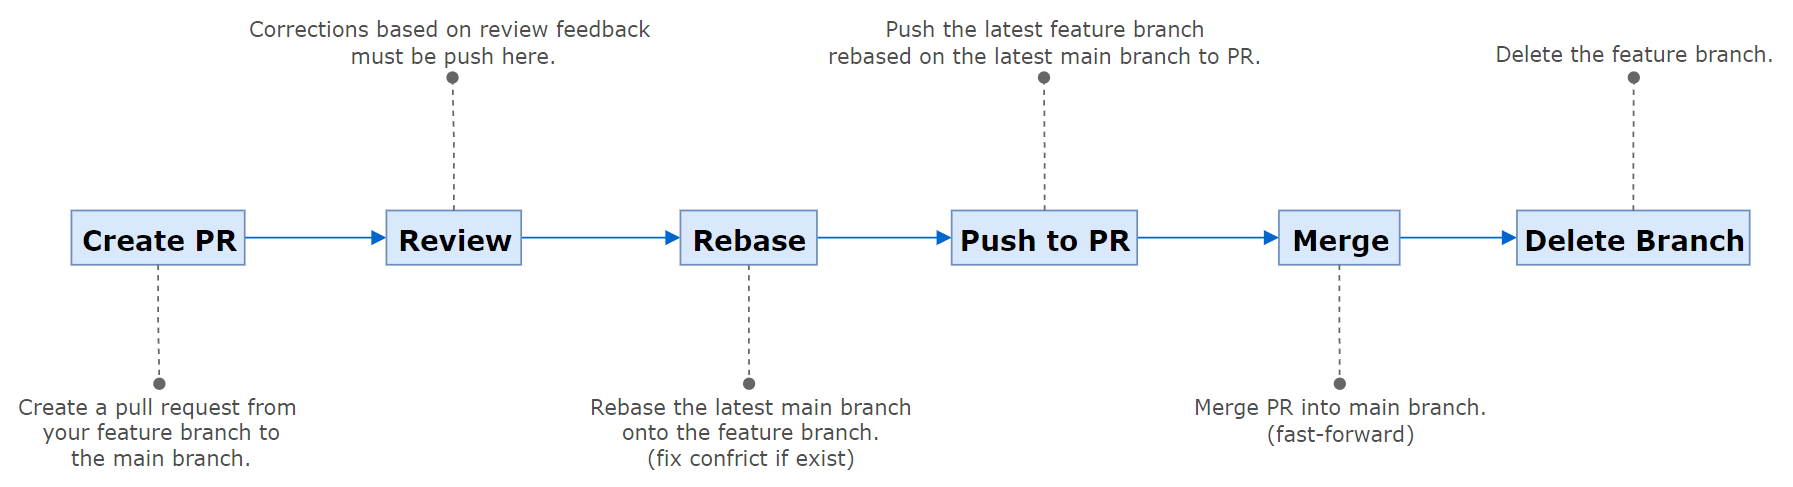 Corrections based on review feedback
must be push here.
Push the latest feature branch
rebased on the latest main branch to PR.
Delete the feature branch.
Create PR
Review
Rebase
Push to PR
Merge
Delete Branch
Create a pull request from
your feature branch to
the main branch.
Rebase the latest main branch
onto the feature branch.
(fix confrict if exist)
Merge PR into main branch.
(fast-forward)